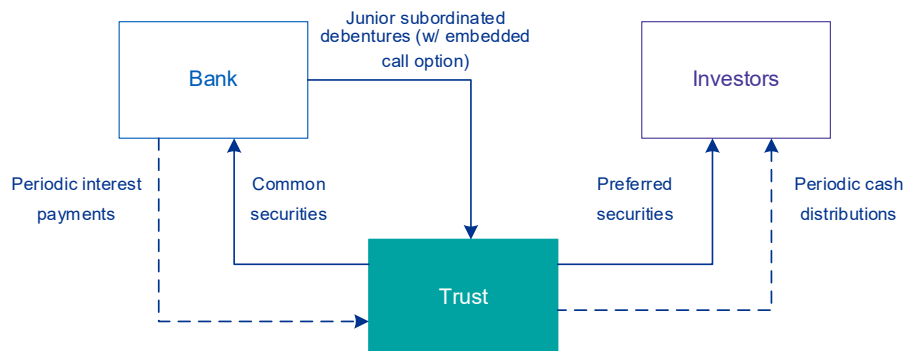 Junior subordinated
debentures (w/ embedded
call option)
Bank
Investors
Periodic interest
payments
Common
securities
Preferred
securities
Periodic cash
distributions
Trust